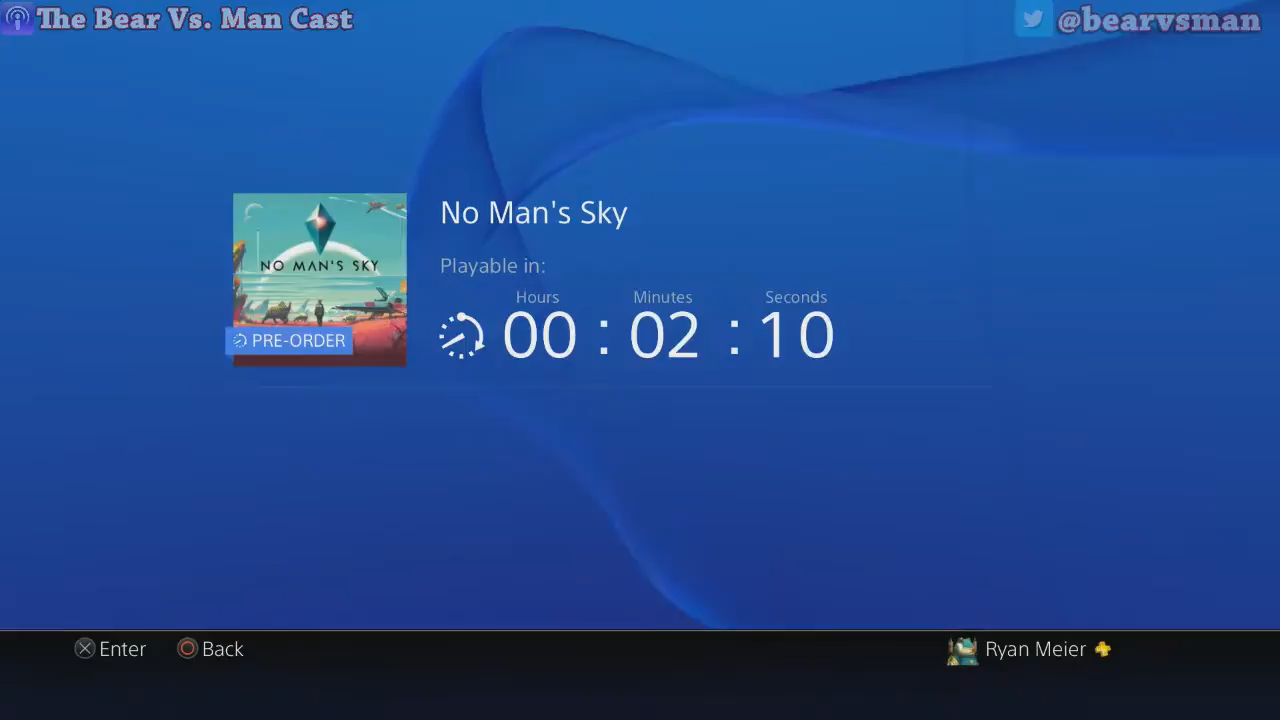 The Bear Vs. Man Cast
@bearvsman
No Man's Sky
Playable in:
Hours Minutes Seconds
00 : 02 : 10
NO MAN'S SKY
PRE-ORDER
Enter
Back
Ryan Meier